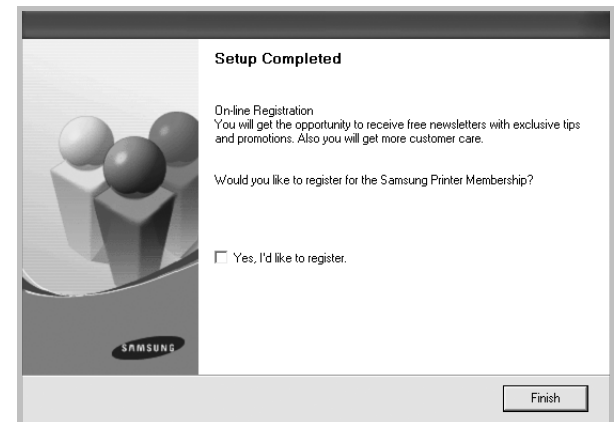 Setup Completed
On-line Registration
You will get the opportunity to receive free newsletters with exclusive tips
and promotions. Also you will get more customer care.
Would you like to register for the Samsung Printer Membership?
Yes, I'd like to register.
SAMSUNG
Finish